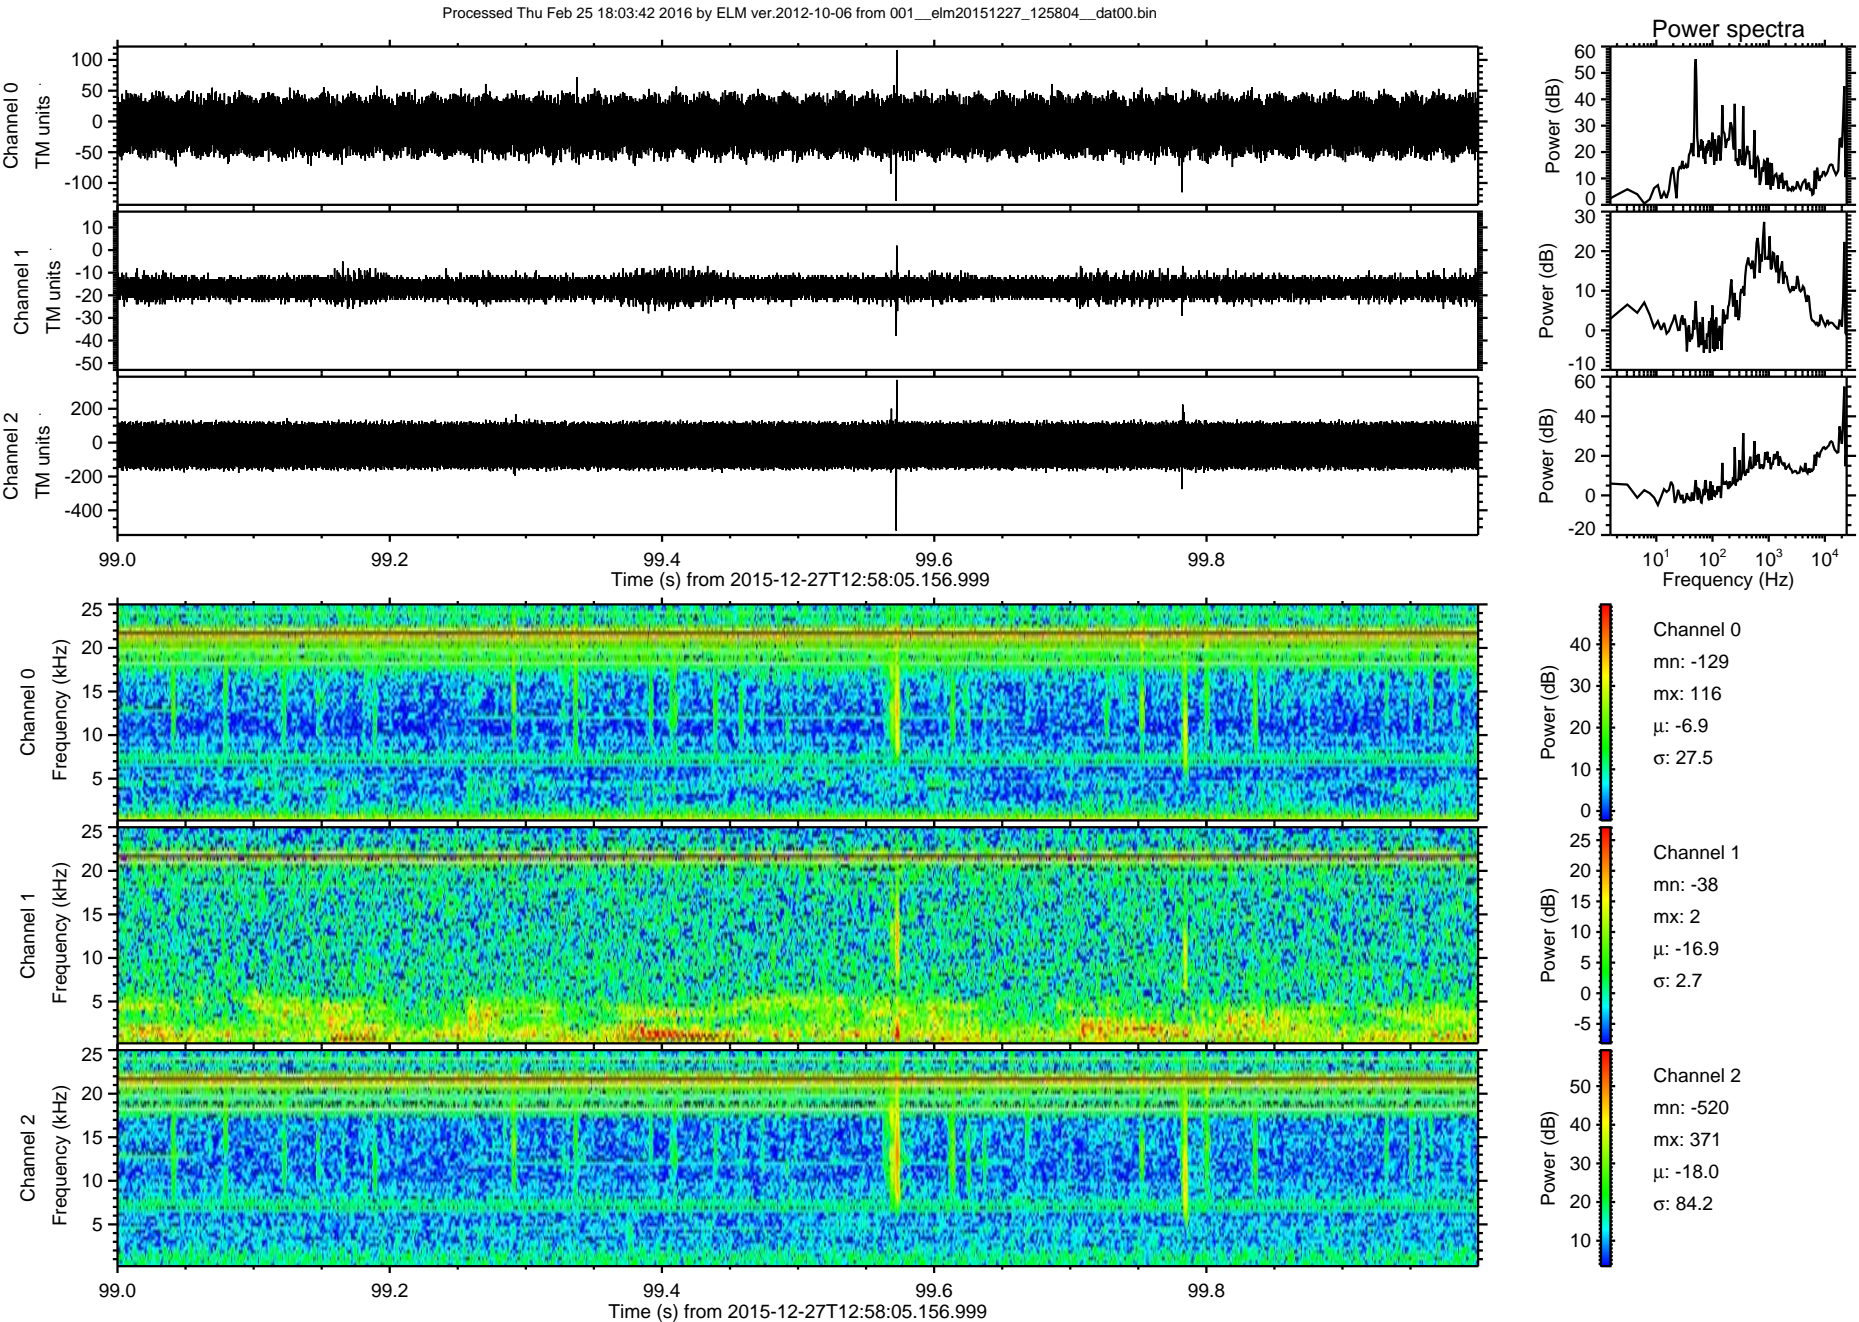 Processed Thu Feb 25 18:03:42 2016 by ELM ver.2012-10-06 from 001__elm20151227_125804__dat00.bin
Power spectra
Channel 0
TM units
100
50
0
-50
-100
Power (dB)
60
50
40
30
20
10
0
Channel 1
TM units
10
0
-10
-20
-30
-40
-50
Power (dB)
30
20
10
0
-10
Channel 2
TM units
200
0
-200
-400
Power (dB)
60
40
20
0
-20
99.0 99.2 99.4 99.6 99.8
Time (s) from 2015-12-27T12:58:05.156.999
10^1 10^2 10^3 10^4
Frequency (Hz)
Channel 0
Frequency (kHz)
25
20
15
10
5
Power (dB)
40
30
20
10
0
Channel 0
mn: -129
mx: 116
μ: -6.9
σ: 27.5
Channel 1
Frequency (kHz)
25
20
15
10
5
Power (dB)
25
20
15
10
5
0
-5
Channel 1
mn: -38
mx: 2
μ: -16.9
σ: 2.7
Channel 2
Frequency (kHz)
25
20
15
10
5
Power (dB)
50
40
30
20
10
Channel 2
mn: -520
mx: 371
μ: -18.0
σ: 84.2
99.0 99.2 99.4 99.6 99.8
Time (s) from 2015-12-27T12:58:05.156.999